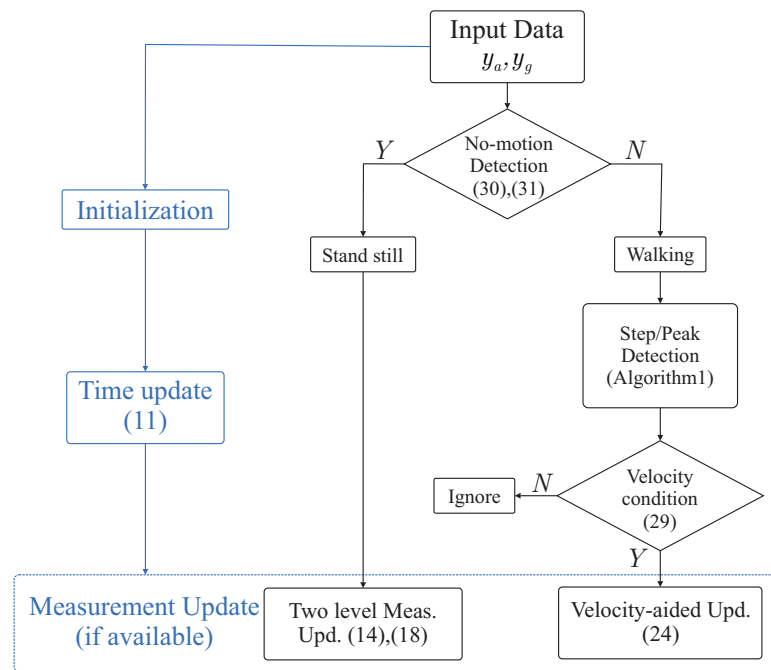 Input Data
y_a, y_g
Y
No-motion
Detection
(30),(31)
N
Initialization
Stand still
Walking
Step/Peak
Detection
(Algorithm1)
Time update
(11)
Ignore
N
Velocity
condition
(29)
Y
Measurement Update
(if available)
Two level Meas.
Upd. (14),(18)
Velocity-aided Upd.
(24)